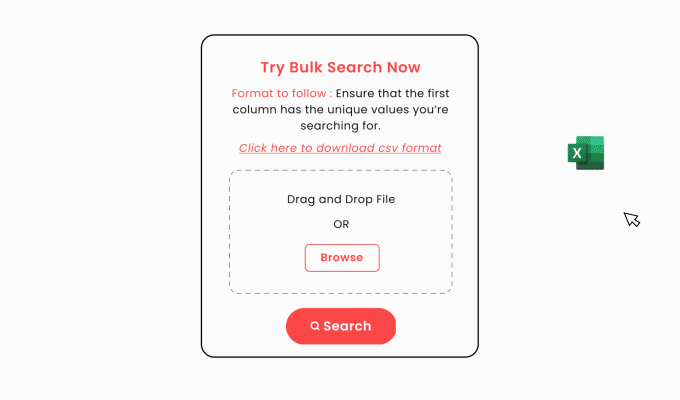 Try Bulk Search Now
Format to follow : Ensure that the first
column has the unique values you're
searching for.
Click here to download csv format
Drag and Drop File
OR
Browse
Search
X